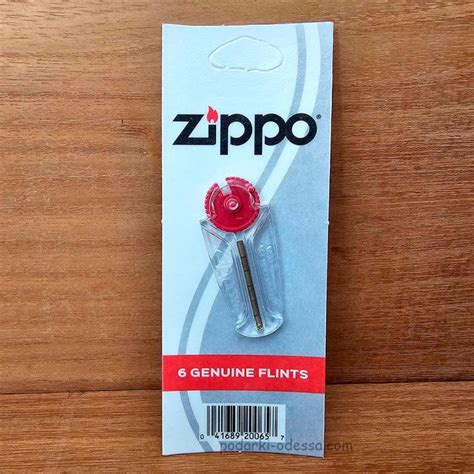 zippo®
6 GENUINE FLINTS
0 41689 20065 7
podarki-odessa.com